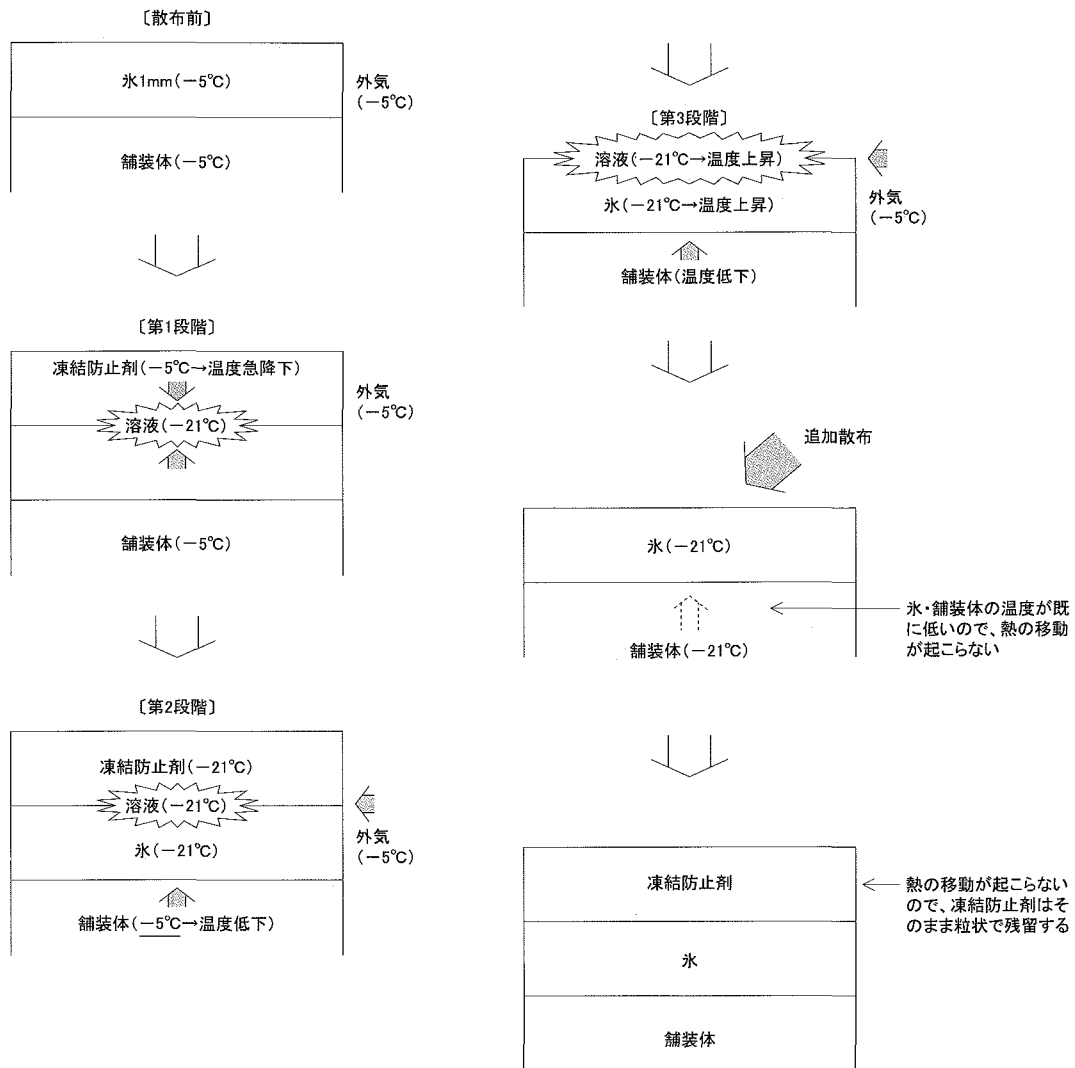 〔散布前〕
氷1mm(-5℃)
外気
(-5℃)
舗装体(-5℃)
〔第1段階〕
凍結防止剤(-5℃→温度急降下)
外気
(-5℃)
溶液(-21℃)
舗装体(-5℃)
〔第2段階〕
凍結防止剤(-21℃)
溶液(-21℃)
外気
(-5℃)
氷(-21℃)
舗装体(-5℃→温度低下)
〔第3段階〕
溶液(-21℃→温度上昇)
外気
(-5℃)
氷(-21℃→温度上昇)
舗装体(温度低下)
追加散布
氷(-21℃)
氷・舗装体の温度が既
に低いので、熱の移動
が起こらない
舗装体(-21℃)
凍結防止剤
熱の移動が起こらない
ので、凍結防止剤はそ
のまま粒状で残留する
氷
舗装体